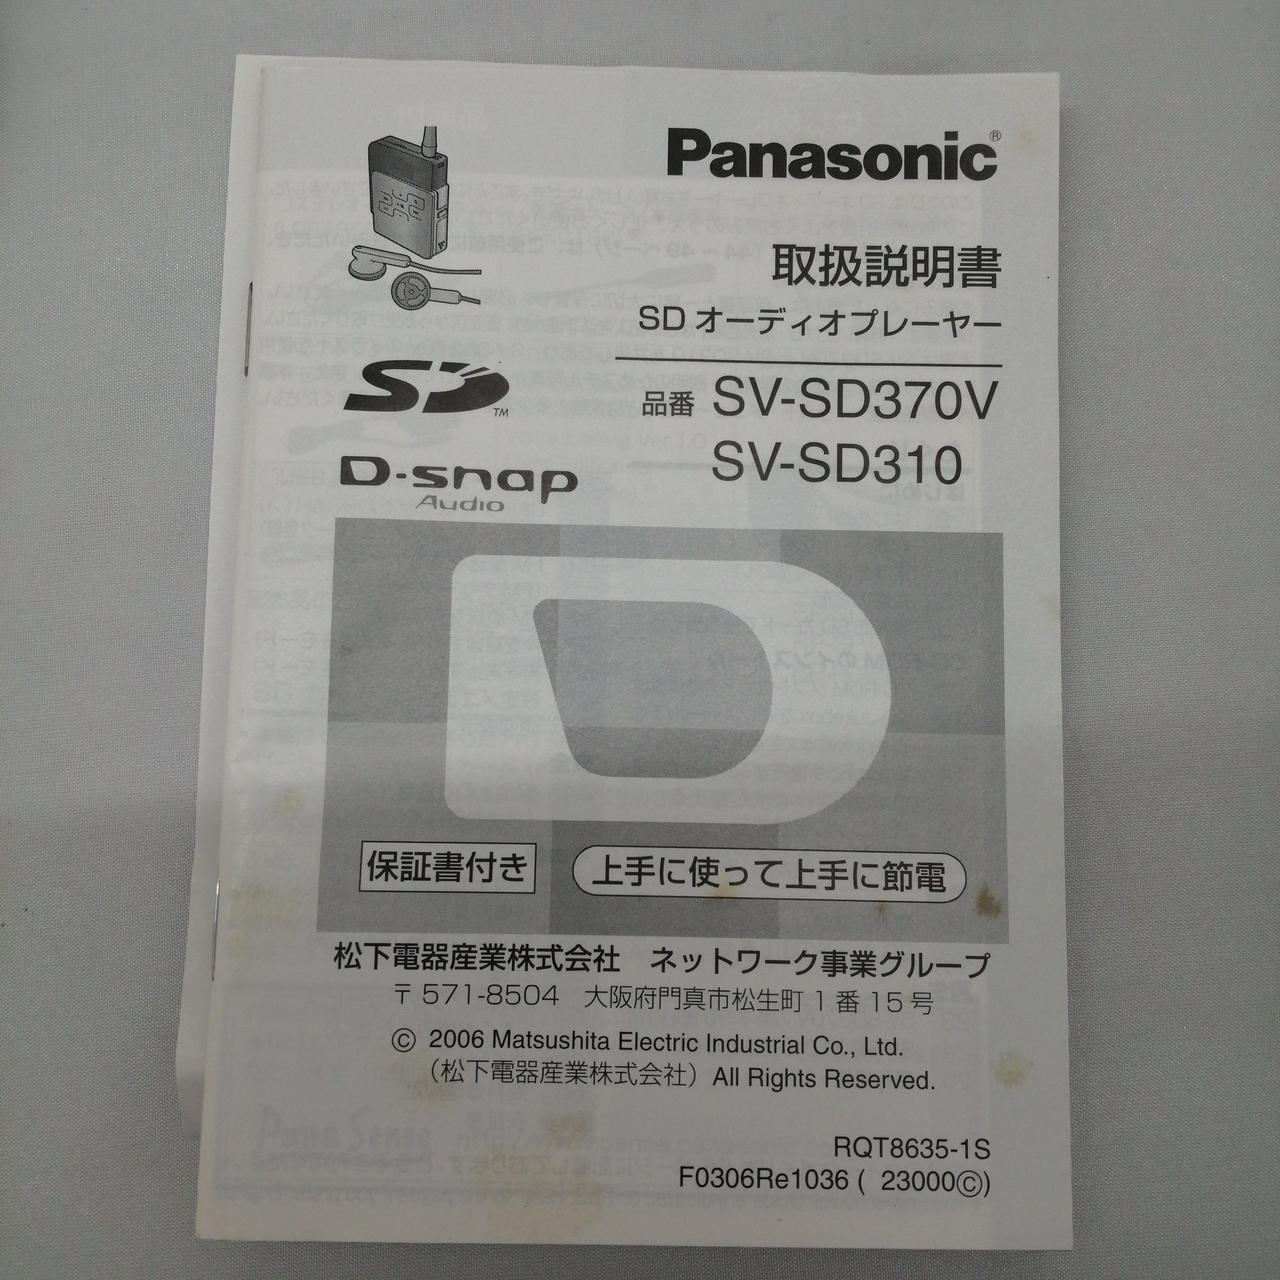 Panasonic®
取扱説明書
SD オーディオプレーヤー
品番 SV-SD370V
SV-SD310
SD™
D-snap
Audio
保証書付き
上手に使って上手に節電
松下電器産業株式会社 ネットワーク事業グループ
〒571-8504 大阪府門真市松生町1番15号
© 2006 Matsushita Electric Industrial Co., Ltd.
（松下電器産業株式会社）All Rights Reserved.
RQT8635-1S
F0306Re1036 ( 23000Ⓒ)